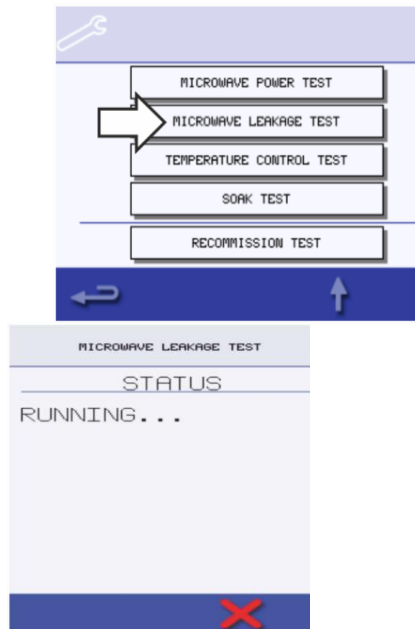 MICROWAVE POWER TEST
MICROWAVE LEAKAGE TEST
TEMPERATURE CONTROL TEST
SOAK TEST
RECOMMISSION TEST
MICROWAVE LEAKAGE TEST
STATUS
RUNNING...